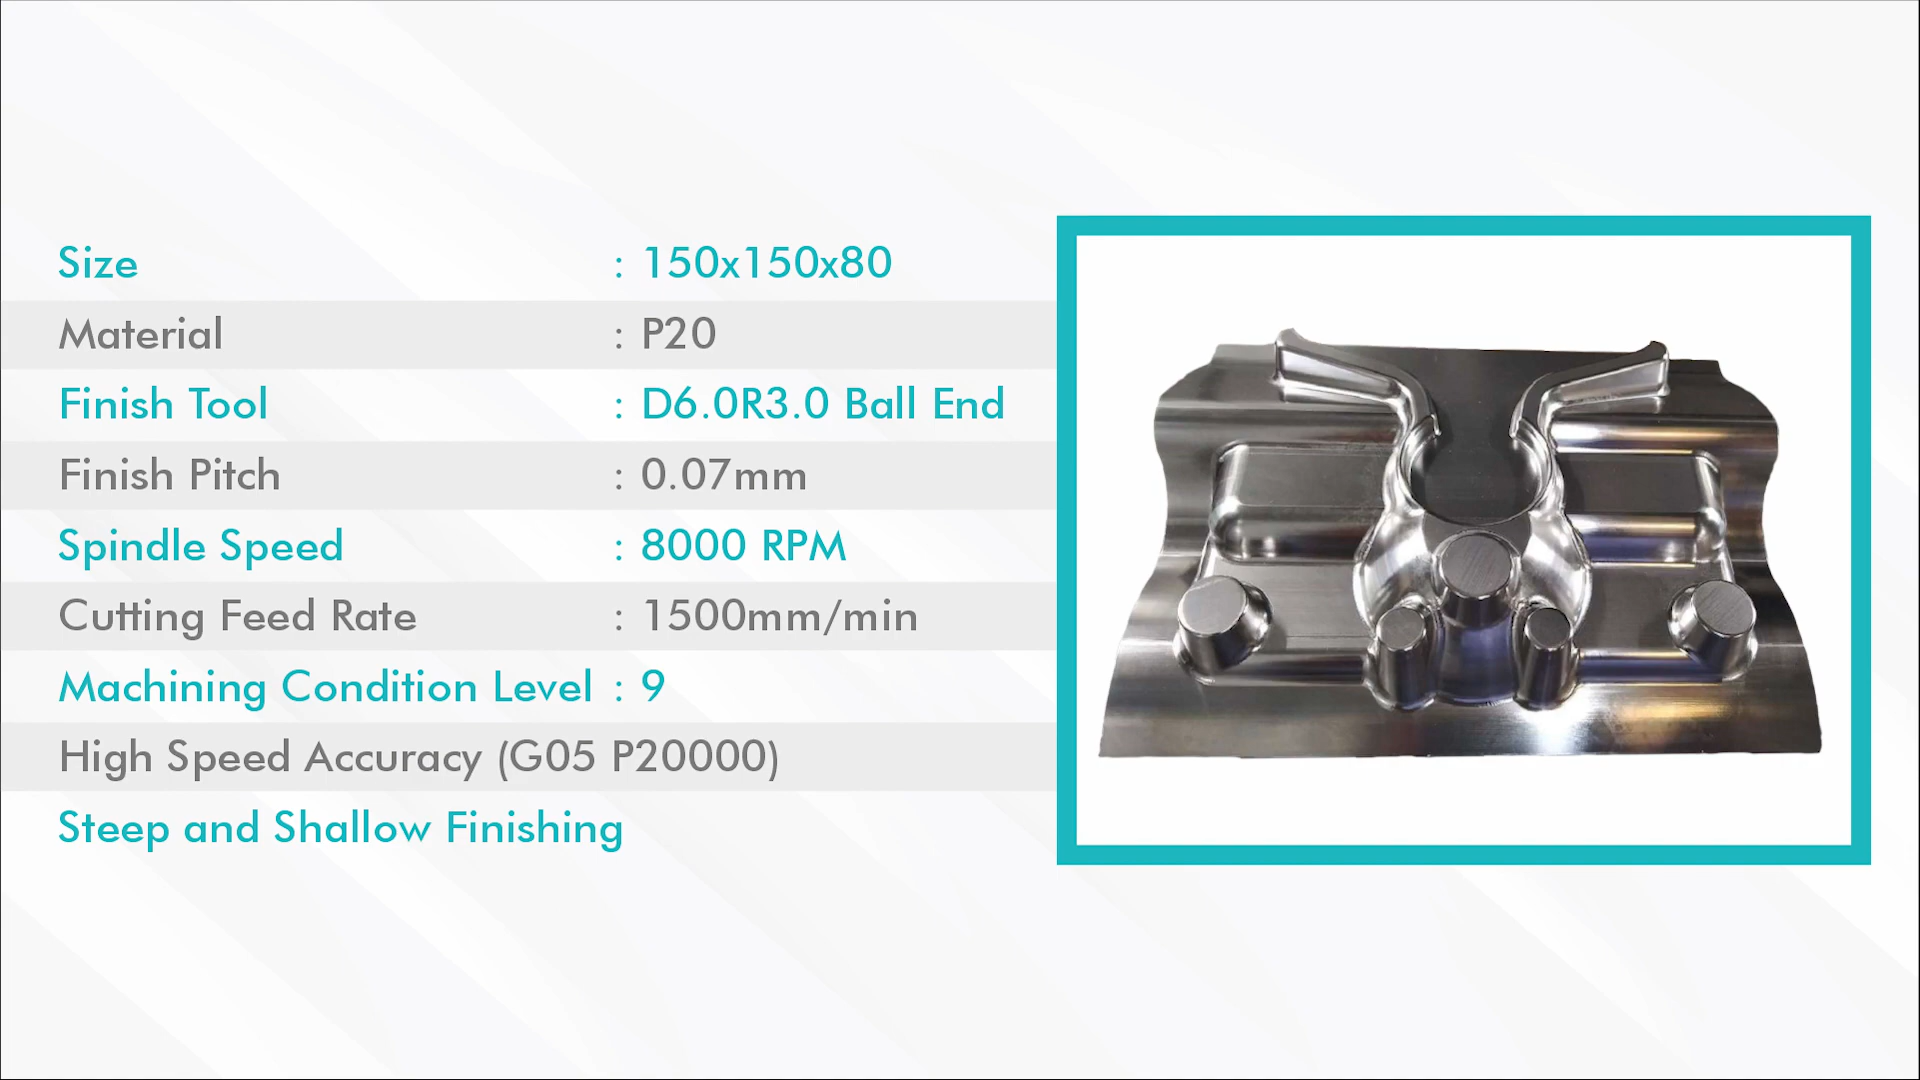 Size : 150x150x80
Material : P20
Finish Tool : D6.0R3.0 Ball End
Finish Pitch : 0.07mm
Spindle Speed : 8000 RPM
Cutting Feed Rate : 1500mm/min
Machining Condition Level : 9
High Speed Accuracy (G05 P20000)
Steep and Shallow Finishing